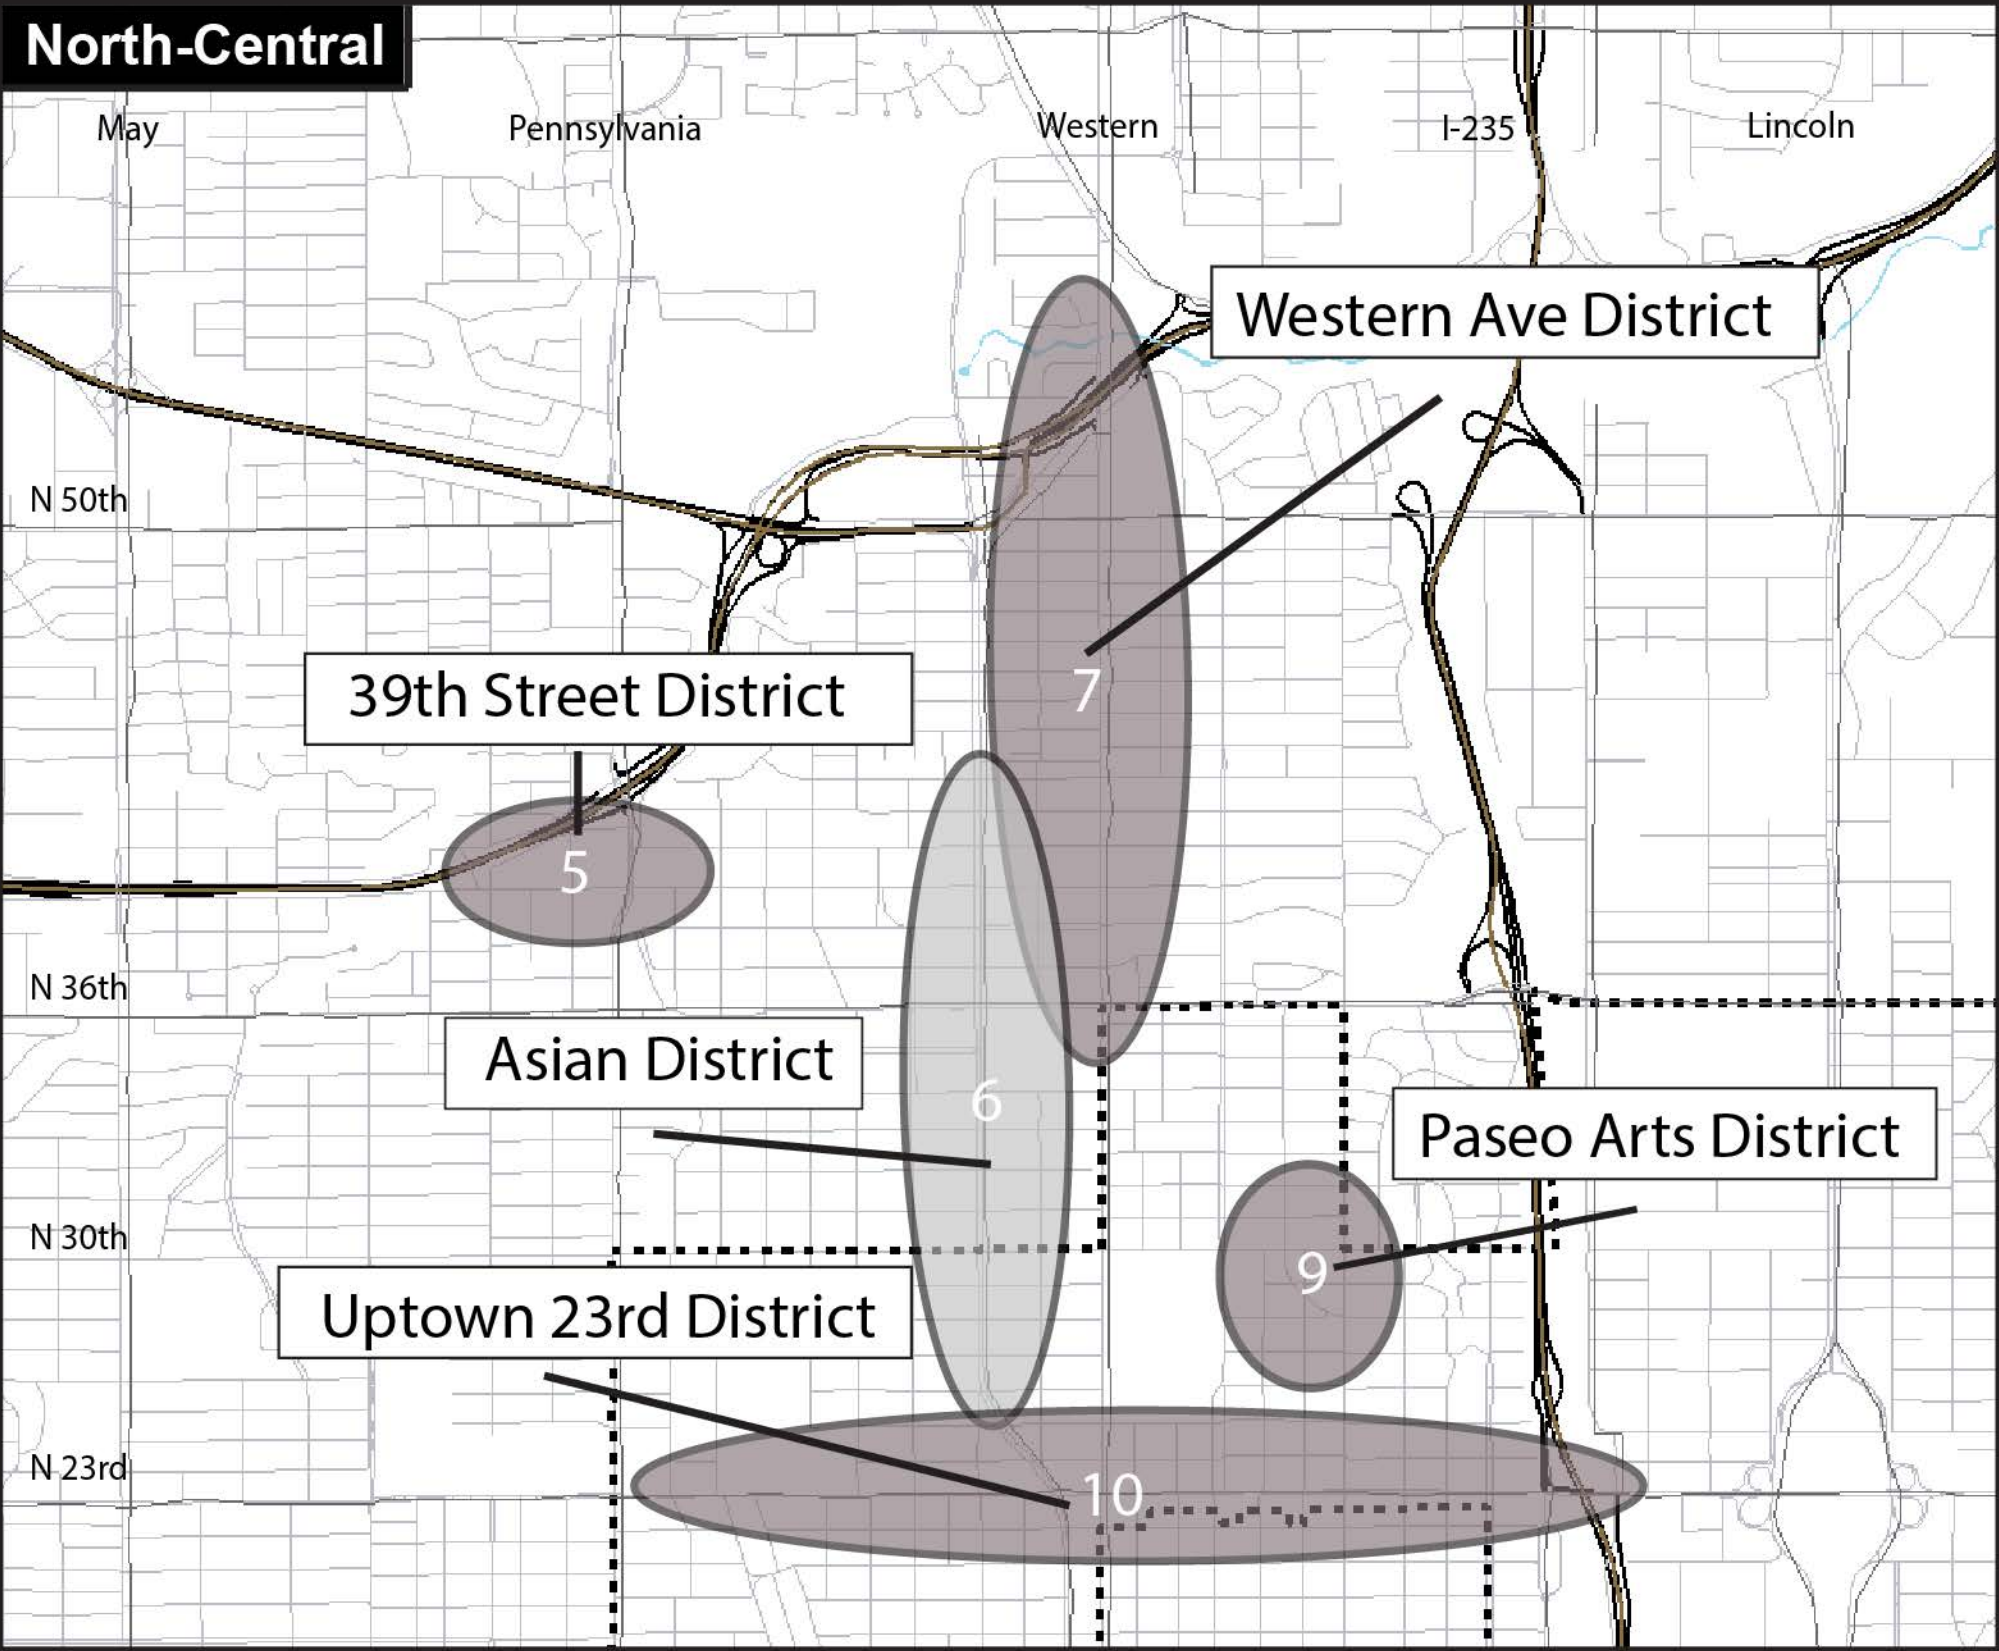 North-Central
May
Pennsylvania
Western
I-235
Lincoln
Western Ave District
N 50th
39th Street District
7
5
N 36th
Asian District
6
Paseo Arts District
N 30th
9
Uptown 23rd District
N 23rd
10